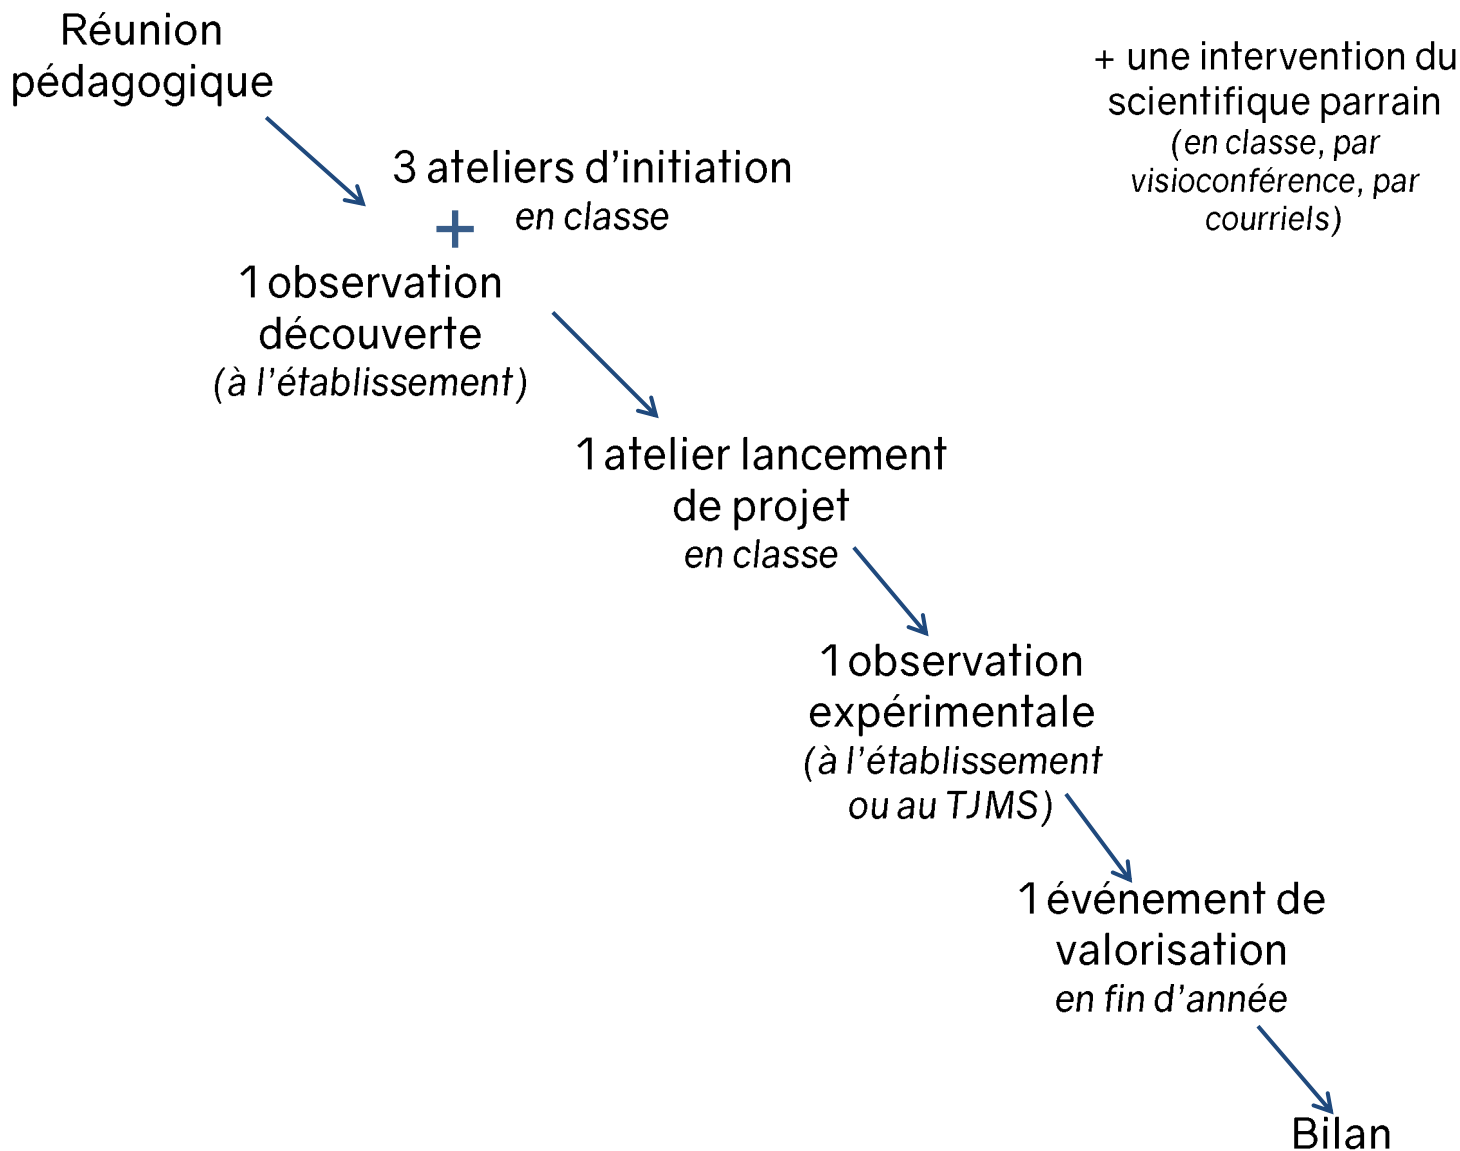 Réunion
pédagogique
+ une intervention du
scientifique parrain
(en classe, par
visioconférence, par
courriels)
3 ateliers d'initiation
en classe
+
1 observation
découverte
(à l'établissement)
1 atelier lancement
de projet
en classe
1 observation
expérimentale
(à l'établissement
ou au TJMS)
1 événement de
valorisation
en fin d'année
Bilan